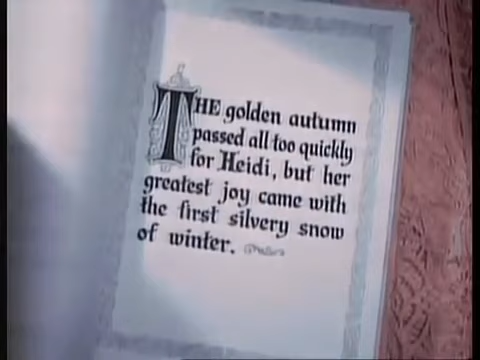 THE golden autumn
passed all too quickly
for Heidi, but her
greatest joy came with
the first silvery snow
of winter.